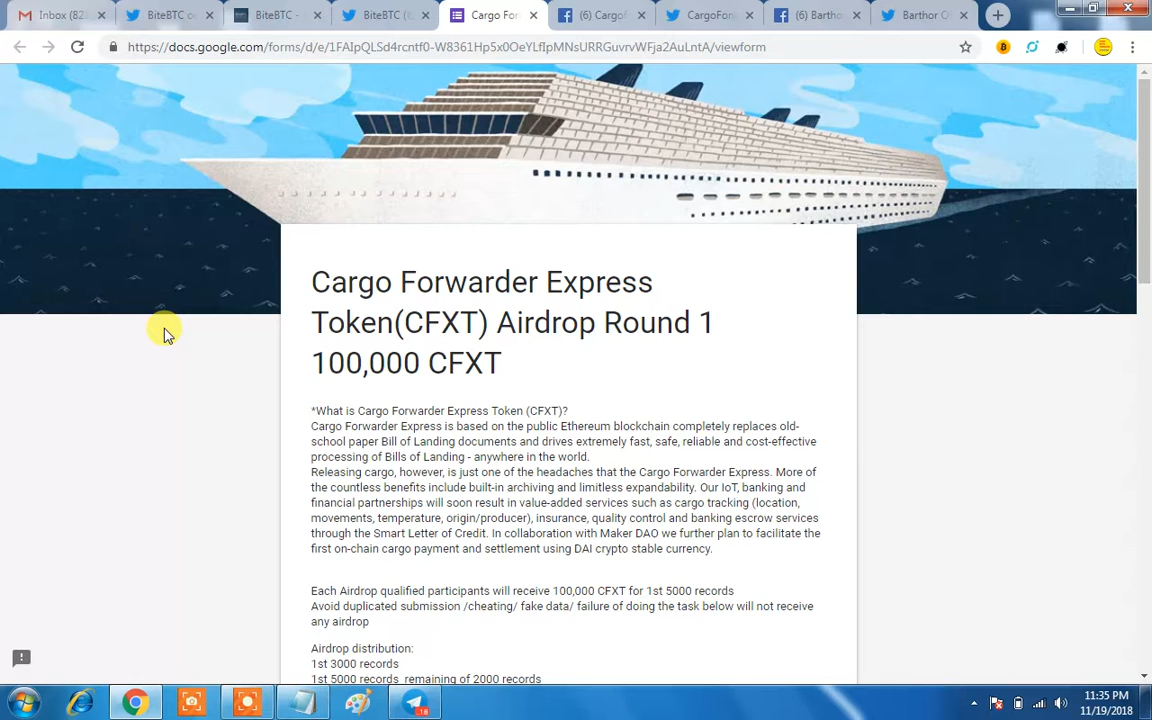 Inbox (82
BiteBTC o
BiteBTC -
BiteBTC (
Cargo For
(6) Cargof
CargoFon
(6) Bartho
Barthor O
https://docs.google.com/forms/d/e/1FAIpQLSd4rcntf0-W8361Hp5x0OeYLfIpMNsURRGuvrvWFja2AuLntA/viewform
Cargo Forwarder Express
Token(CFXT) Airdrop Round 1
100,000 CFXT
*What is Cargo Forwarder Express Token (CFXT)?
Cargo Forwarder Express is based on the public Ethereum blockchain completely replaces old-
school paper Bill of Landing documents and drives extremely fast, safe, reliable and cost-effective
processing of Bills of Landing - anywhere in the world.
Releasing cargo, however, is just one of the headaches that the Cargo Forwarder Express. More of
the countless benefits include built-in archiving and limitless expandability. Our IoT, banking and
financial partnerships will soon result in value-added services such as cargo tracking (location,
movements, temperature, origin/producer), insurance, quality control and banking escrow services
through the Smart Letter of Credit. In collaboration with Maker DAO we further plan to facilitate the
first on-chain cargo payment and settlement using DAI crypto stable currency.
Each Airdrop qualified participants will receive 100,000 CFXT for 1st 5000 records
Avoid duplicated submission /cheating/ fake data/ failure of doing the task below will not receive
any airdrop
Airdrop distribution:
1st 3000 records
1st 5000 records remaining of 2000 records
18
11:35 PM
11/19/2018